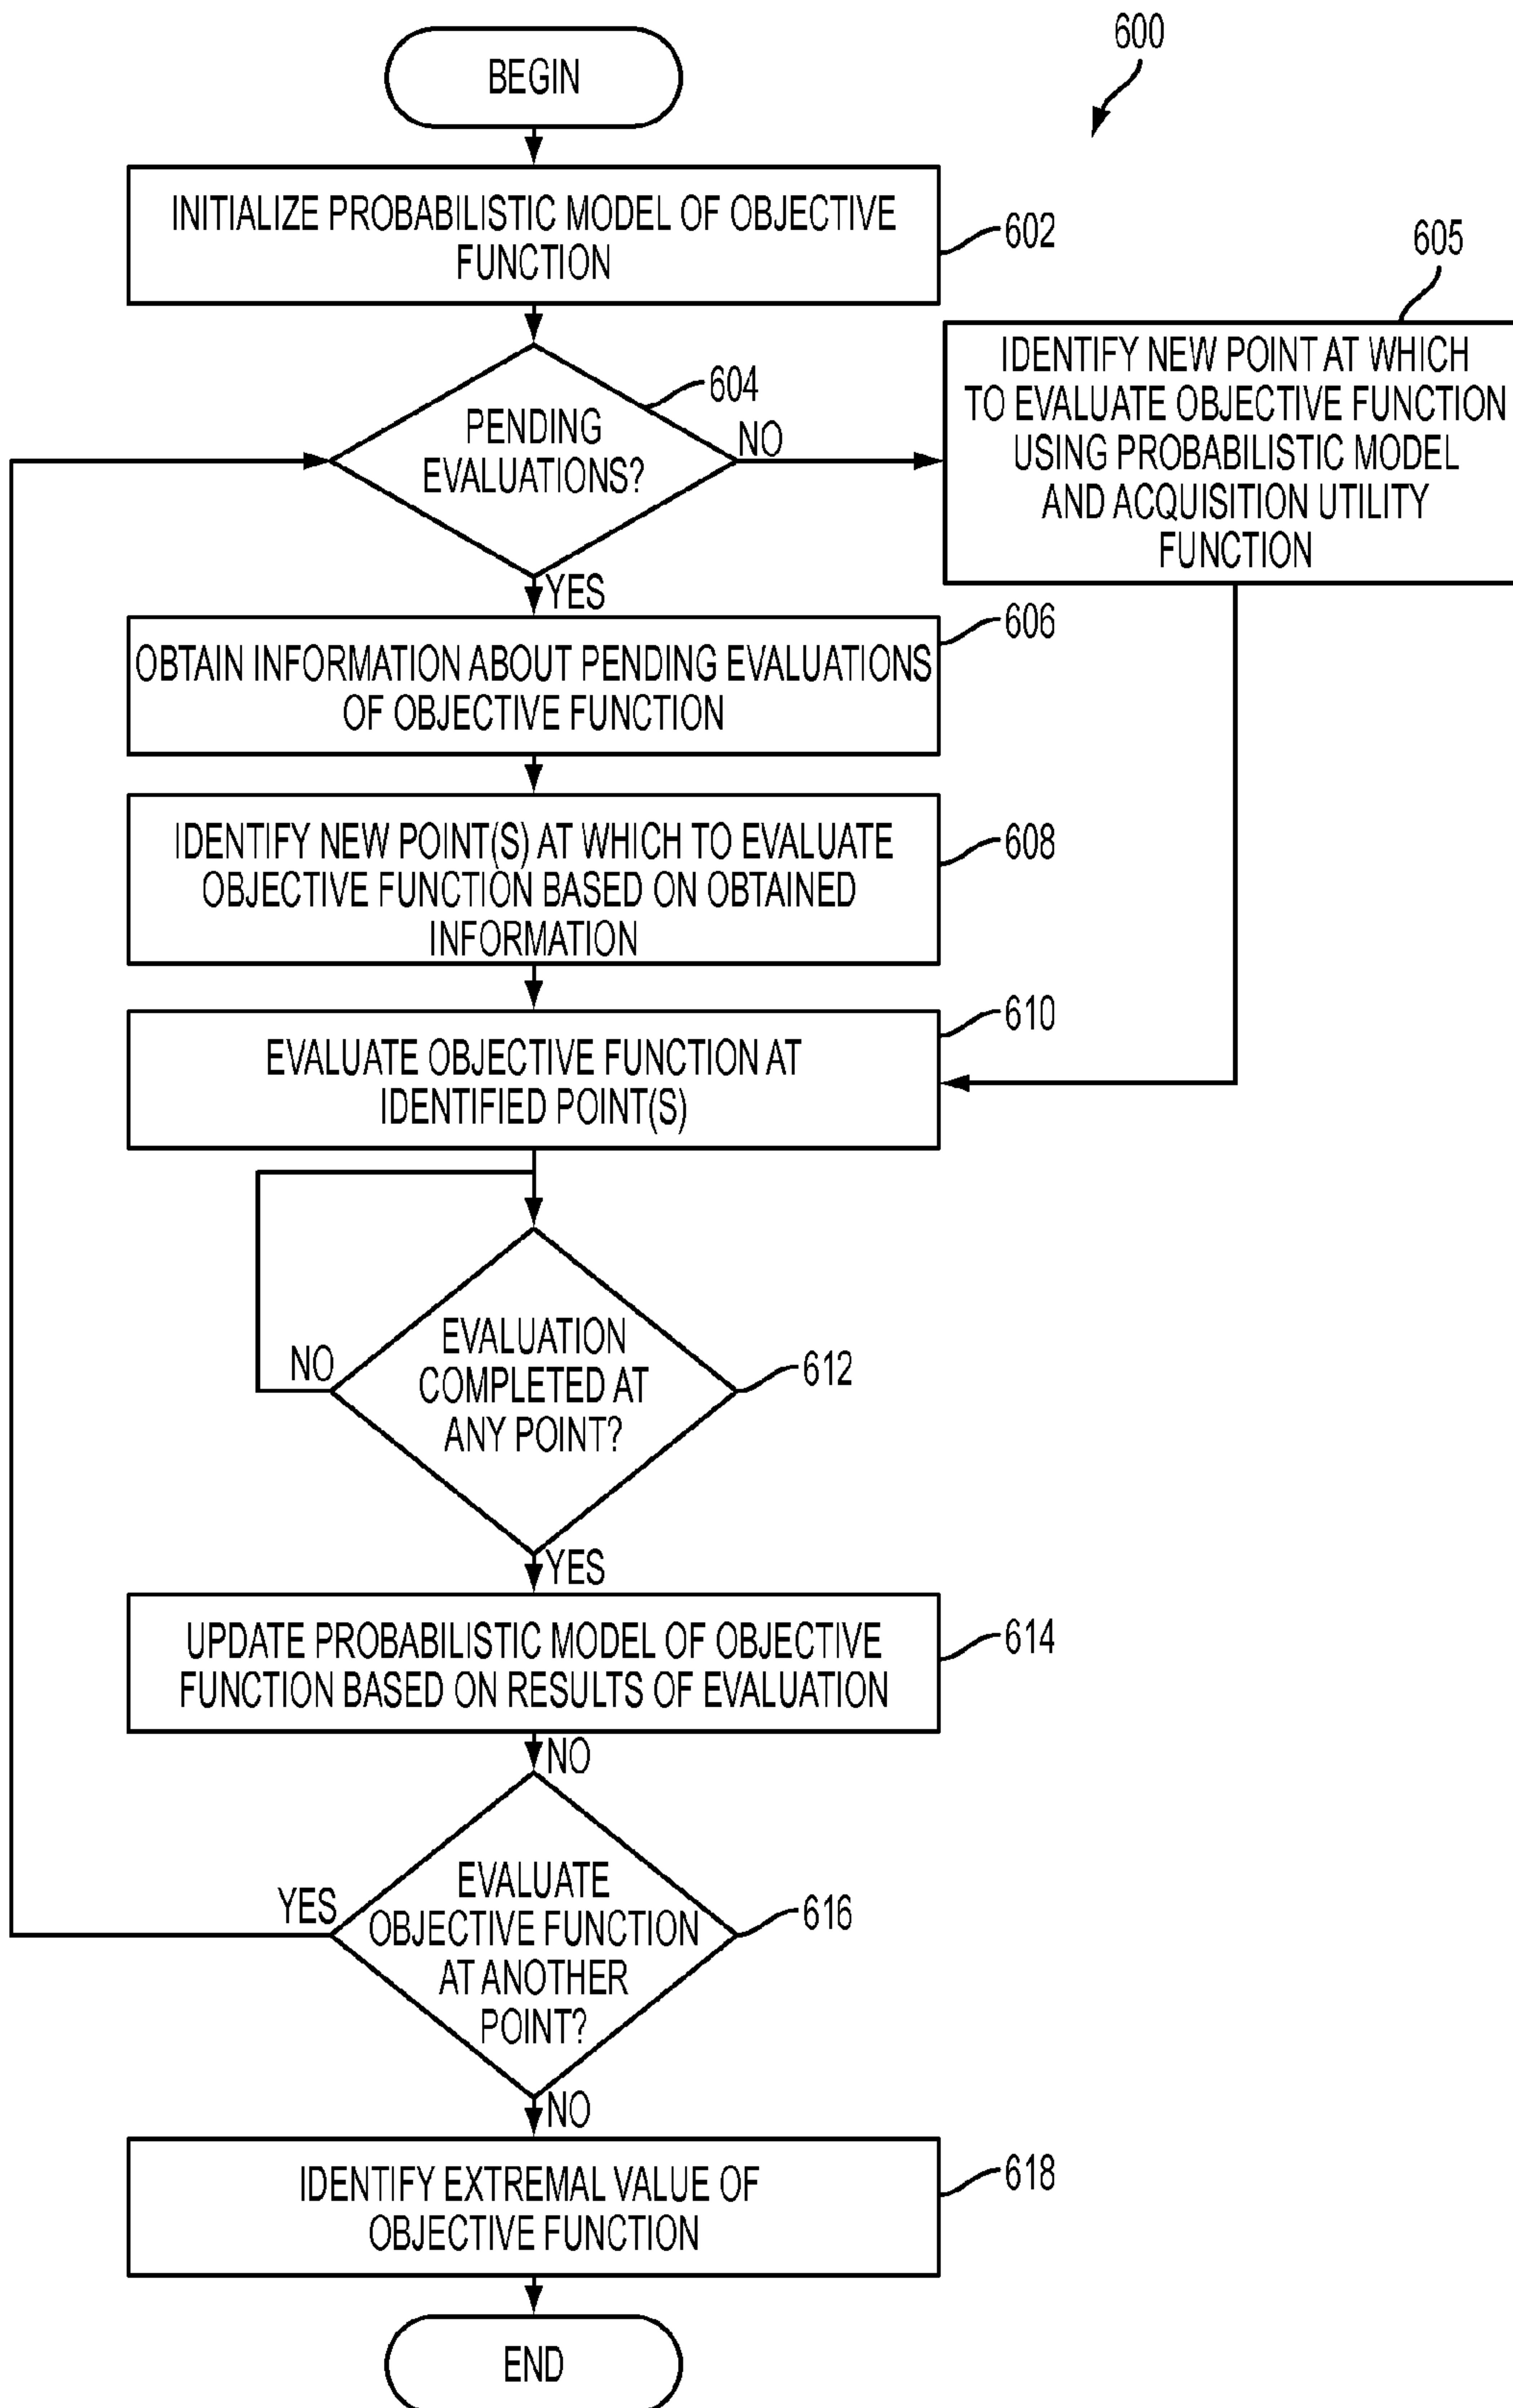 600
BEGIN
INITIALIZE PROBABILISTIC MODEL OF OBJECTIVE
FUNCTION
602
605
IDENTIFY NEW POINT AT WHICH
TO EVALUATE OBJECTIVE FUNCTION
USING PROBABILISTIC MODEL
AND ACQUISITION UTILITY
FUNCTION
604
PENDING
EVALUATIONS?
NO
YES
606
OBTAIN INFORMATION ABOUT PENDING EVALUATIONS
OF OBJECTIVE FUNCTION
IDENTIFY NEW POINT(S) AT WHICH TO EVALUATE
OBJECTIVE FUNCTION BASED ON OBTAINED
INFORMATION
608
610
EVALUATE OBJECTIVE FUNCTION AT
IDENTIFIED POINT(S)
NO
EVALUATION
COMPLETED AT
ANY POINT?
612
YES
UPDATE PROBABILISTIC MODEL OF OBJECTIVE
FUNCTION BASED ON RESULTS OF EVALUATION
614
NO
YES
EVALUATE
OBJECTIVE FUNCTION
AT ANOTHER
POINT?
616
NO
IDENTIFY EXTREMAL VALUE OF
OBJECTIVE FUNCTION
618
END